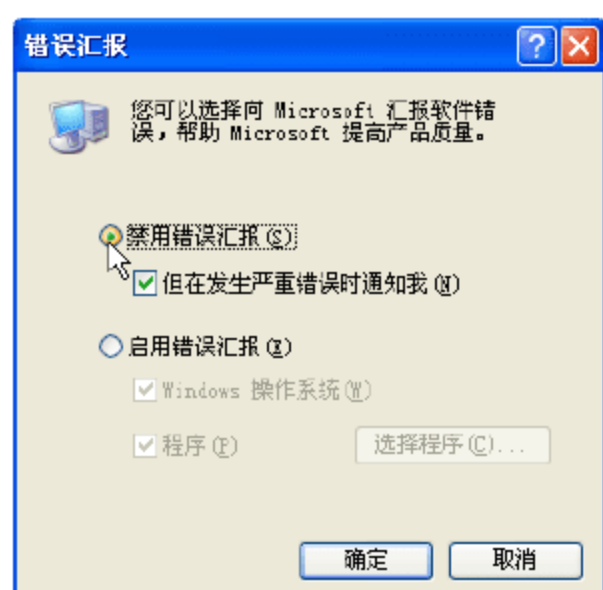 错误汇报
您可以选择向 Microsoft 汇报软件错
误，帮助 Microsoft 提高产品质量。
禁用错误汇报(S)
但在发生严重错误时通知我(N)
启用错误汇报(E)
Windows 操作系统(W)
程序(P)
选择程序(C)...
确定
取消